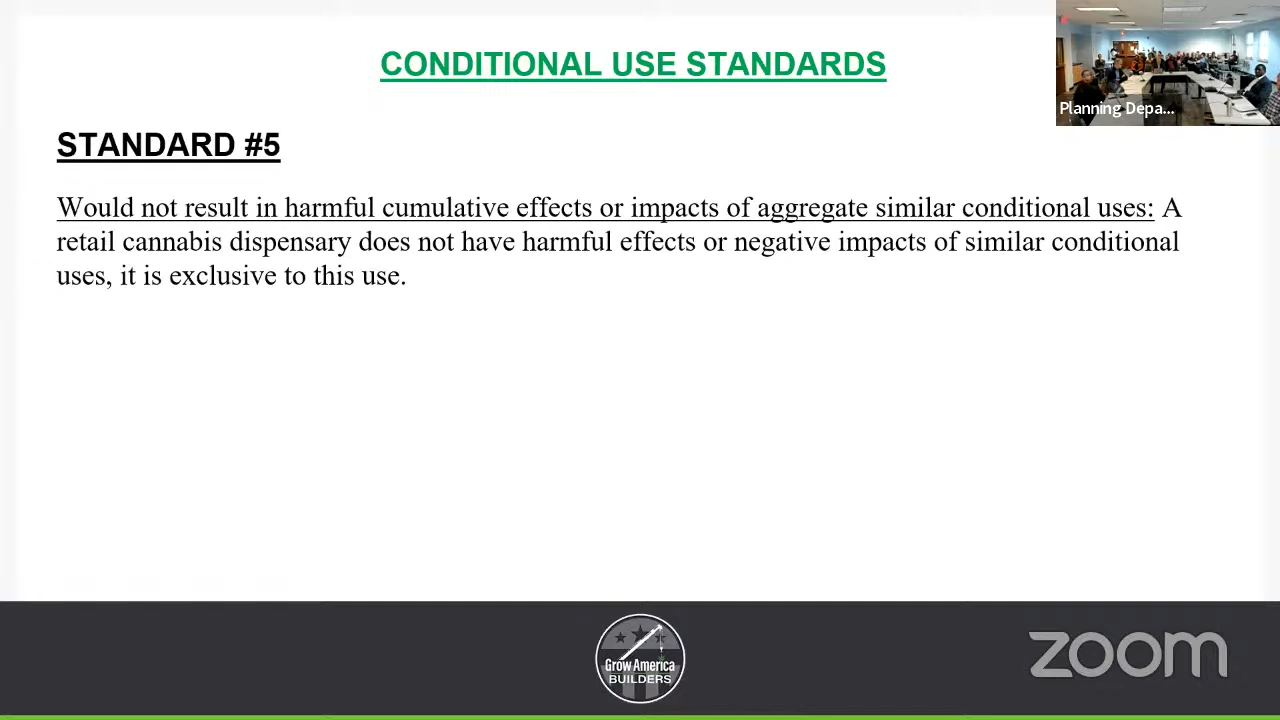 CONDITIONAL USE STANDARDS
Planning Depa...
STANDARD #5
Would not result in harmful cumulative effects or impacts of aggregate similar conditional uses: A
retail cannabis dispensary does not have harmful effects or negative impacts of similar conditional
uses, it is exclusive to this use.
Grow America
BUILDERS
zoom